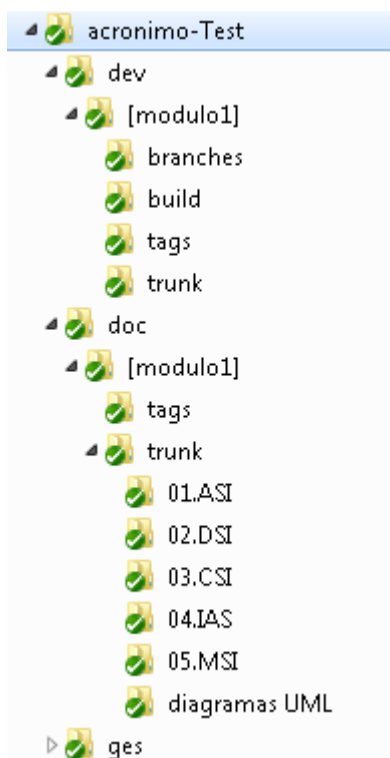 acronimo-Test
dev
[modulo1]
branches
build
tags
trunk
doc
[modulo1]
tags
trunk
01.ASI
02.DSI
03.CSI
04.IAS
05.MSI
diagramas UML
ges